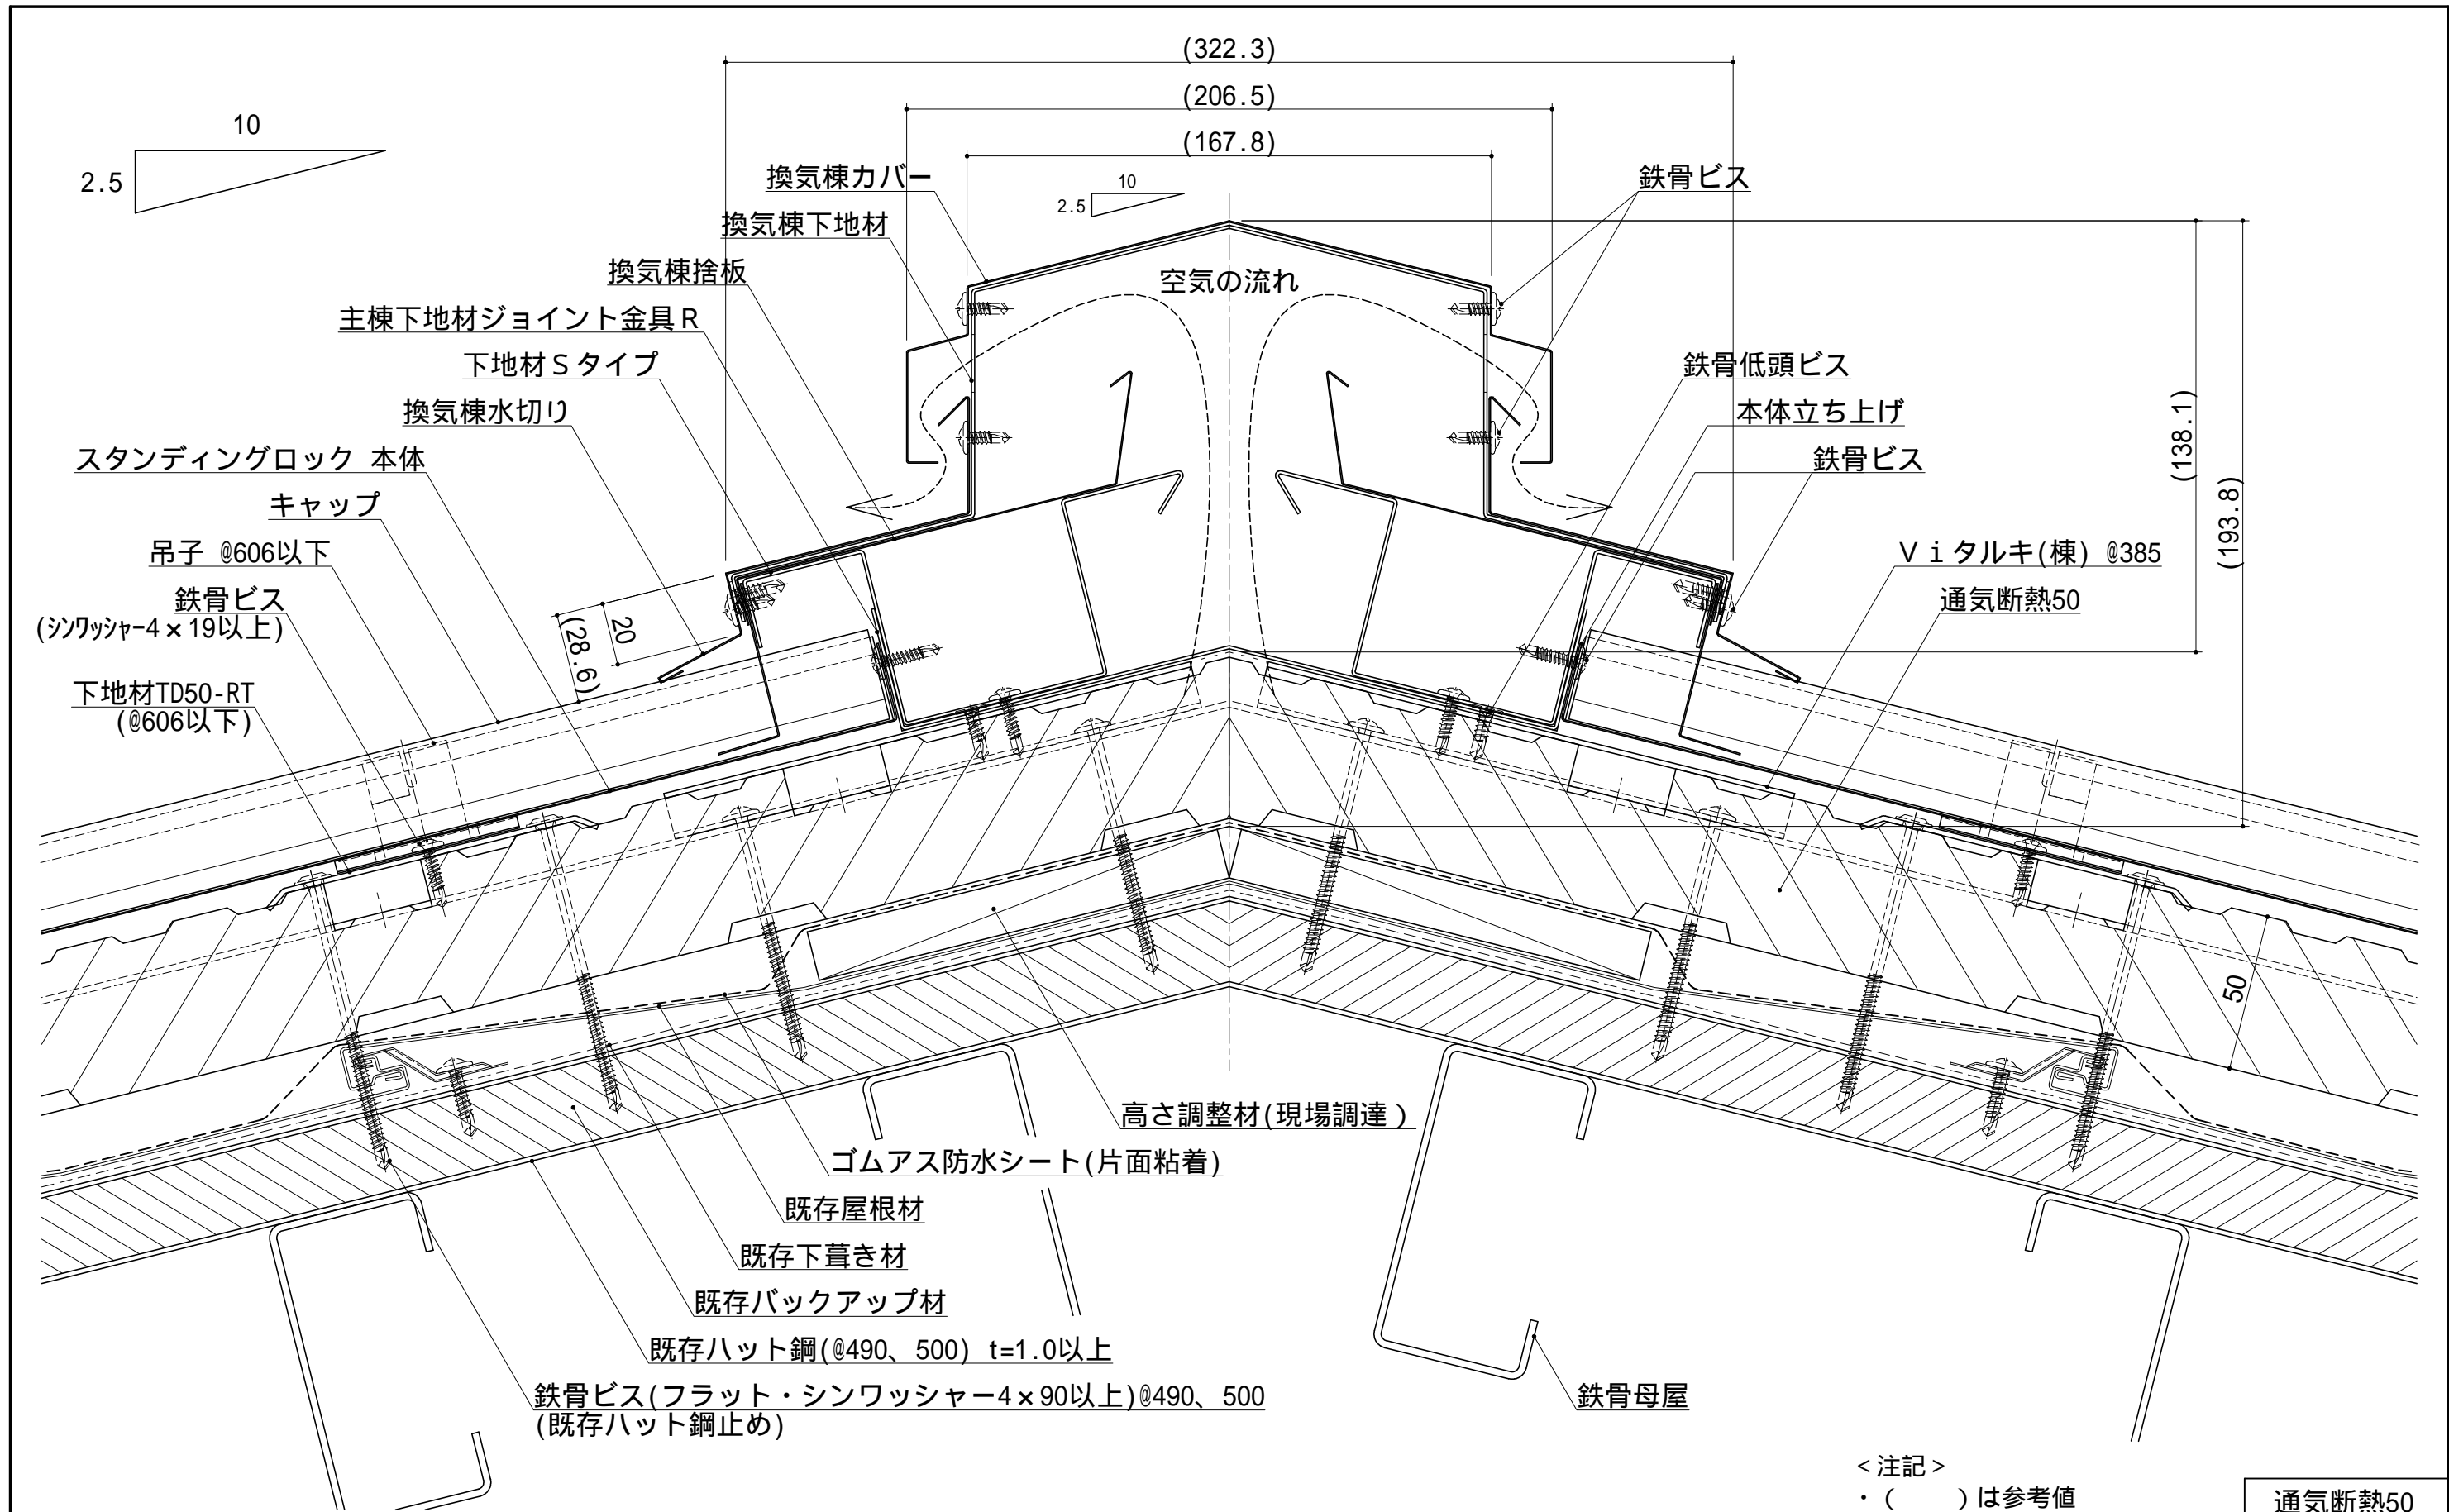 (322.3)
(206.5)
(167.8)
10
2.5
10
2.5
換気棟カバー
換気棟下地材
換気棟捨板
主棟下地材ジョイント金具Ｒ
下地材Ｓタイプ
換気棟水切り
スタンディングロック 本体
キャップ
吊子 @606以下
鉄骨ビス
(ｼﾝﾜｯｼｬｰ4×19以上)
下地材TD50-RT
(@606以下)
空気の流れ
鉄骨ビス
鉄骨低頭ビス
本体立ち上げ
鉄骨ビス
(138.1)
(193.8)
Ｖｉタルキ(棟) @385
通気断熱50
20
(28.6)
50
高さ調整材(現場調達)
ゴムアス防水シート(片面粘着)
既存屋根材
既存下葺き材
既存バックアップ材
既存ハット鋼(@490、500) t=1.0以上
鉄骨ビス(フラット・シンワッシャー4×90以上)@490、500
(既存ハット鋼止め)
鉄骨母屋
<注記>
・(　　)は参考値
通気断熱50